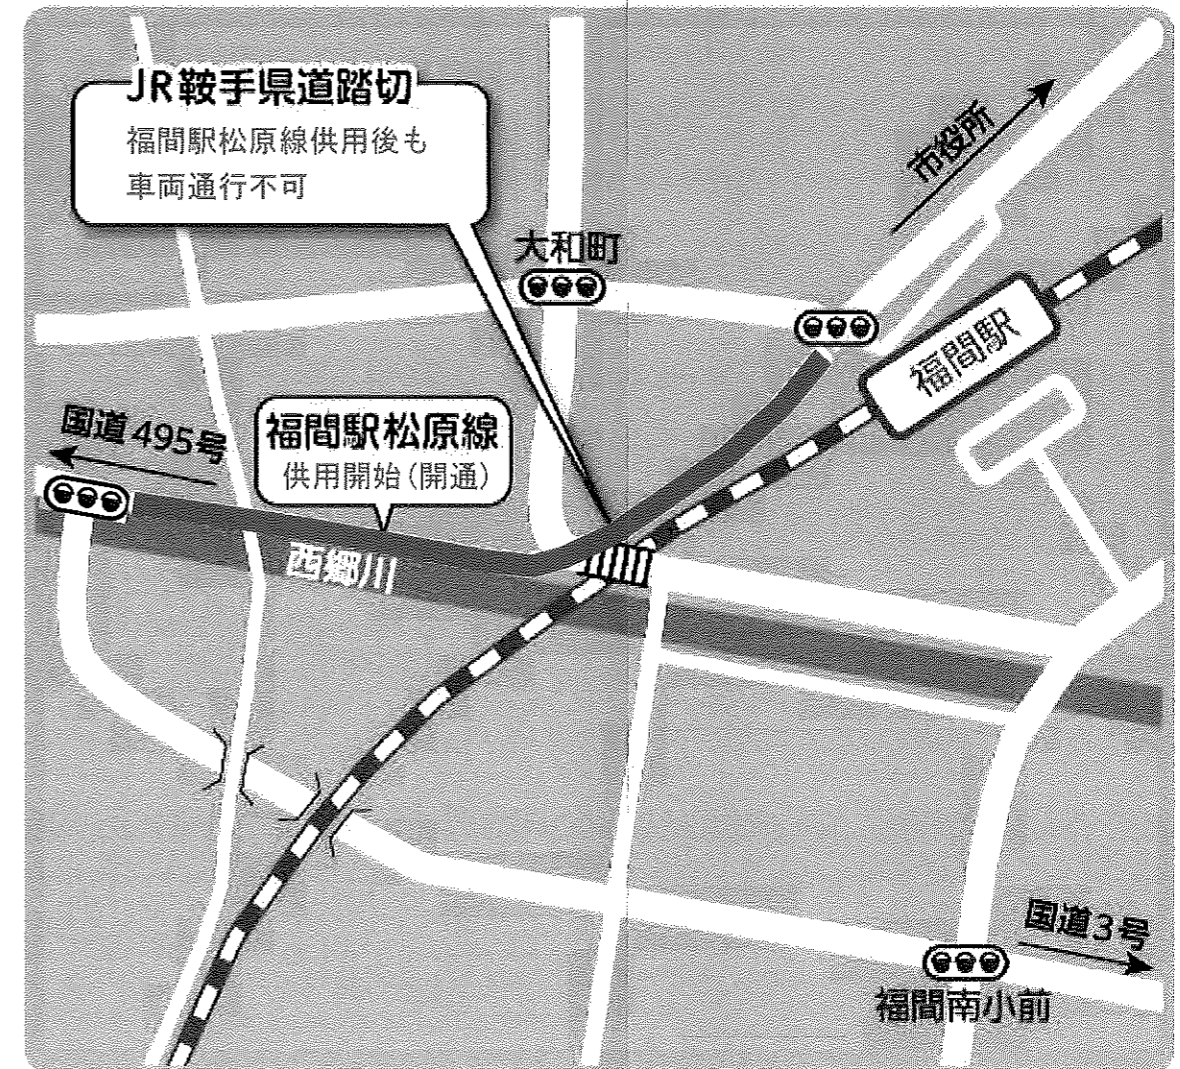 JR鞍手県道踏切
福間駅松原線供用後も
車両通行不可
市役所
大和町
福間駅
国道495号
福間駅松原線
供用開始(開通)
西郷川
国道3号
福間南小前